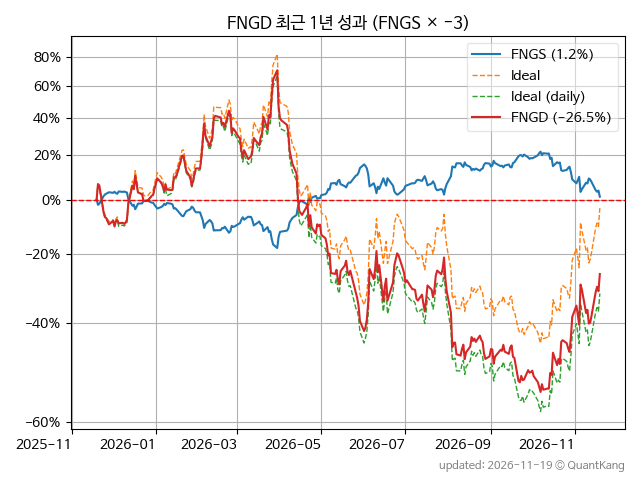 FNGD 최근 1년 성과 (FNGS × −3)
FNGS (1.2%)
Ideal
Ideal (daily)
FNGD (−26.5%)
80%
60%
40%
20%
0%
−20%
−40%
−60%
2025-11
2026-01
2026-03
2026-05
2026-07
2026-09
2026-11
updated: 2026-11-19 © QuantKang